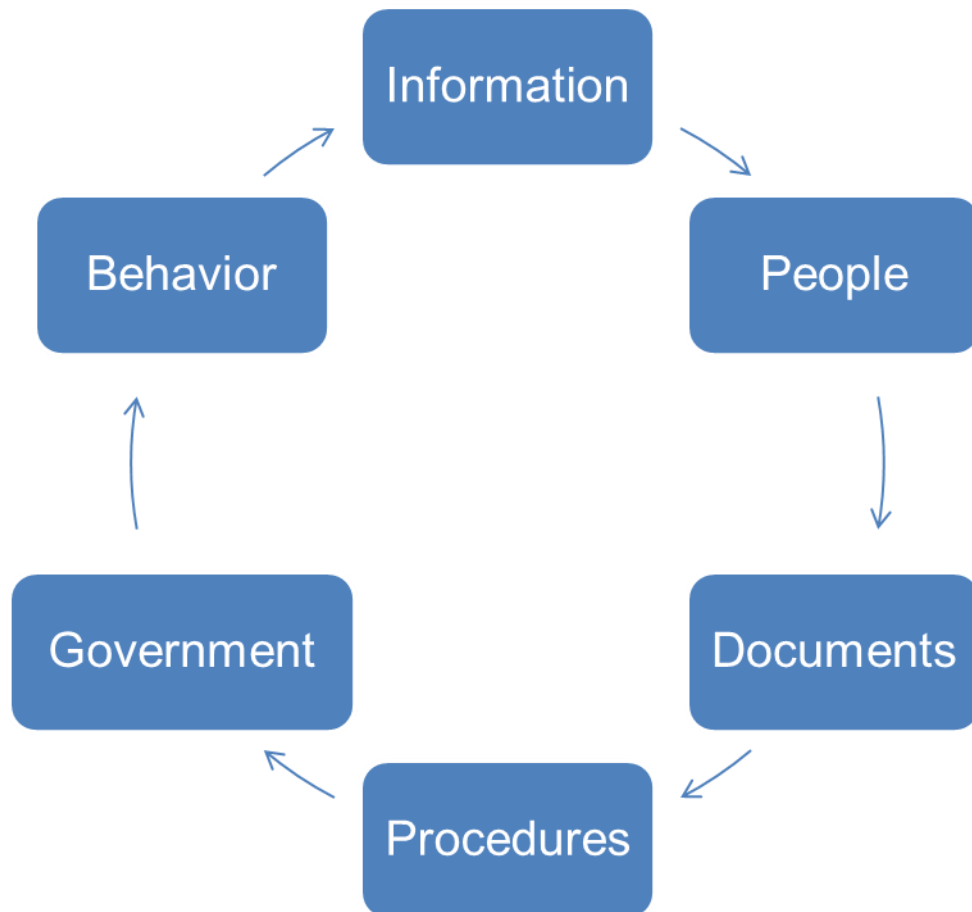 Information
People
Documents
Procedures
Government
Behavior